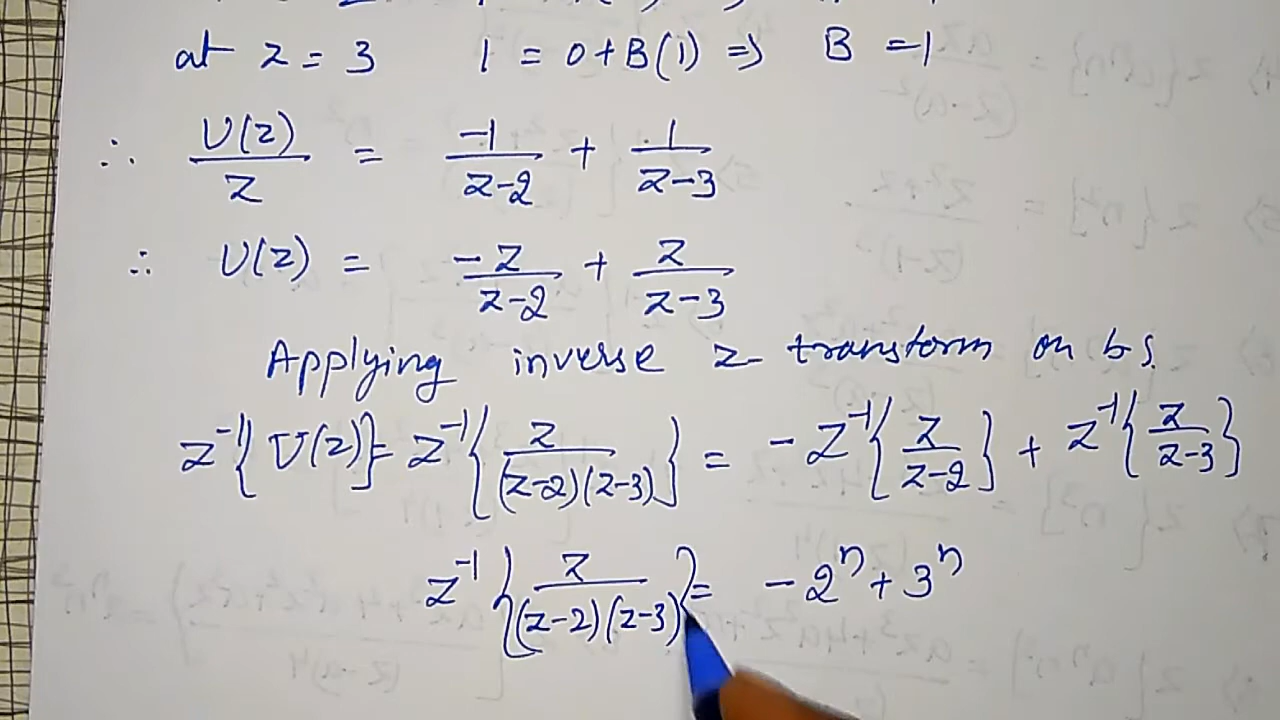 at z = 3 1 = 0 + B(1) ⇒ B = 1
∴ U(z)/z = -1/(z-2) + 1/(z-3)
∴ U(z) = -z/(z-2) + z/(z-3)
Applying inverse z- transform on b.s.
z⁻¹{U(z)} = z⁻¹{z/((z-2)(z-3))} = -z⁻¹{z/(z-2)} + z⁻¹{z/(z-3)}
z⁻¹{z/((z-2)(z-3))} = -2ⁿ + 3ⁿ